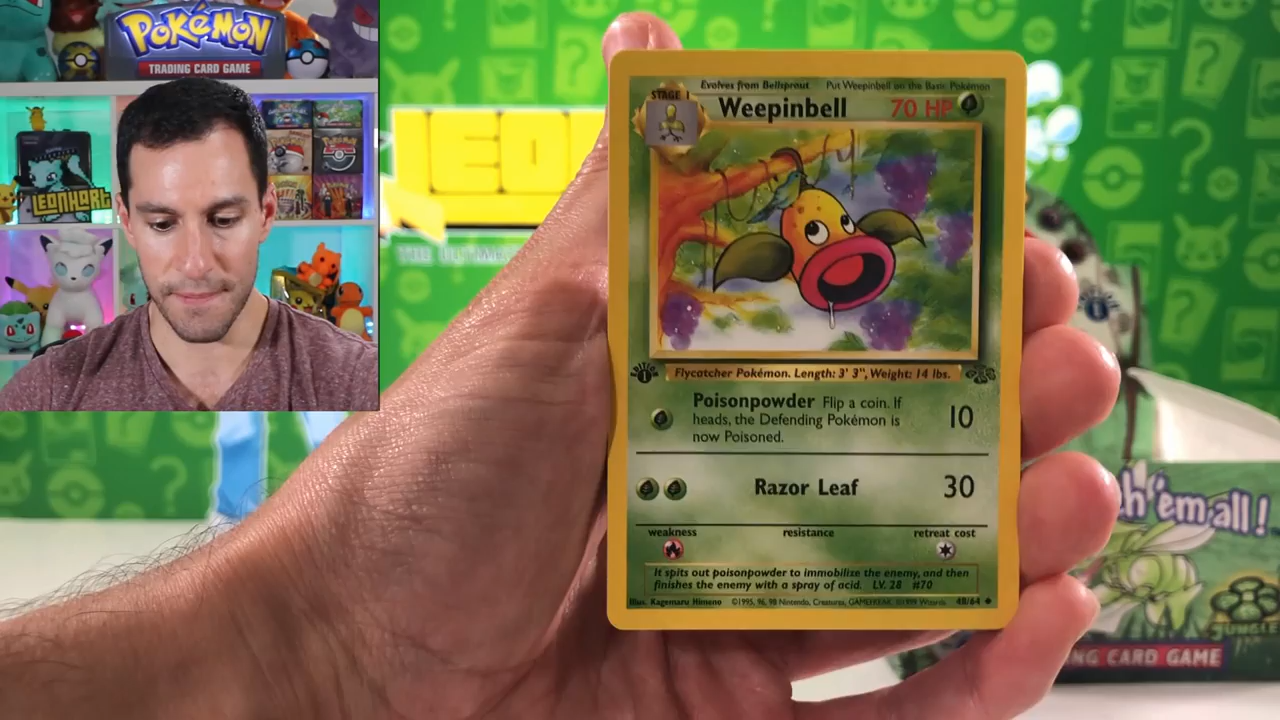 POKéMON
TRADING CARD GAME
LEONHART
LEO
Evolves from Bellsprout Put Weepinbell on the Basic Pokémon
STAGE 1
Weepinbell 70 HP
EDITION 1
Flycatcher Pokémon. Length: 3' 3", Weight: 14 lbs.
Poisonpowder Flip a coin. If
heads, the Defending Pokémon is
now Poisoned.
10
Razor Leaf 30
weakness resistance retreat cost
It spits out poisonpowder to immobilize the enemy, and then
finishes the enemy with a spray of acid. LV. 28 #70
Illus. Kagemaru Himeno ©1995, 96, 98 Nintendo, Creatures, GAMEFREAK. ©1999 Wizards. 48/64
'em all!
JUNGLE
NG CARD GAME